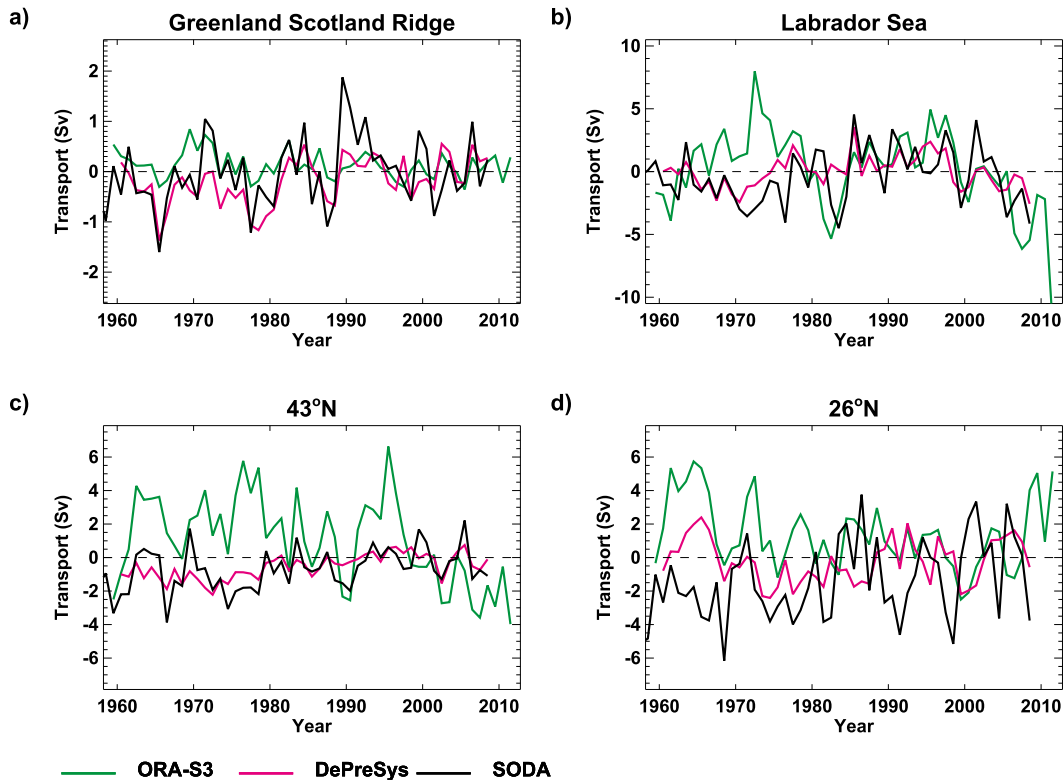 a) Greenland Scotland Ridge
2
1
0
-1
-2
Transport (Sv)
1960 1970 1980 1990 2000 2010
Year
b) Labrador Sea
10
5
0
-5
-10
Transport (Sv)
1960 1970 1980 1990 2000 2010
Year
c) 43°N
6
4
2
0
-2
-4
-6
Transport (Sv)
1960 1970 1980 1990 2000 2010
Year
d) 26°N
6
4
2
0
-2
-4
-6
Transport (Sv)
1960 1970 1980 1990 2000 2010
Year
ORA-S3 DePreSys SODA